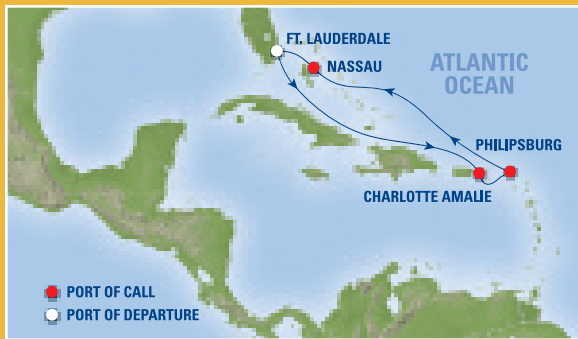 FT. LAUDERDALE
NASSAU
ATLANTIC
OCEAN
PHILIPSBURG
CHARLOTTE AMALIE
PORT OF CALL
PORT OF DEPARTURE